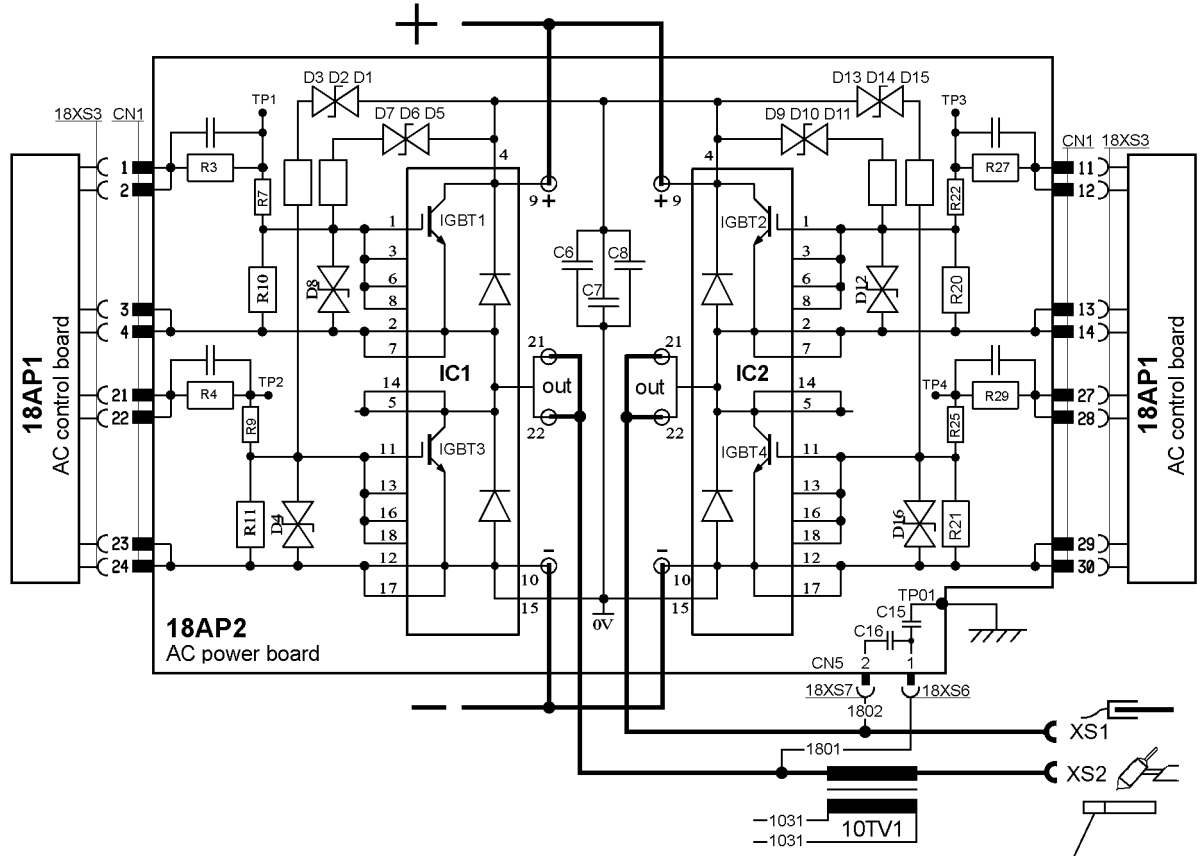 +
D3 D2 D1
D13 D14 D15
18XS3 CN1
TP1
D7 D6 D5
D9 D10 D11
TP3
CN1 18XS3
4
4
1
R3
R27
11
2
R7
9 +
+ 9
R22
12
1
IGBT1
IGBT2
1
3
C6
C8
3
R10
D8
6
C7
6
D12
R20
8
8
3
13
4
2
2
14
7
21
21
7
18AP1
AC control board
IC1
out
out
IC2
18AP1
AC control board
14
14
21
R4
TP2
5
5
TP4
R29
27
22
R9
22
22
R25
28
11
IGBT3
IGBT4
11
13
13
R11
D4
16
16
D16
R21
18
18
23
29
24
12
-
-
12
30
10
10
17
15
15
17
0V
TP01
C15
18AP2
C16
AC power board
CN5 2 1
18XS7
18XS6
1802
XS1
1801
XS2
1031
1031
10TV1